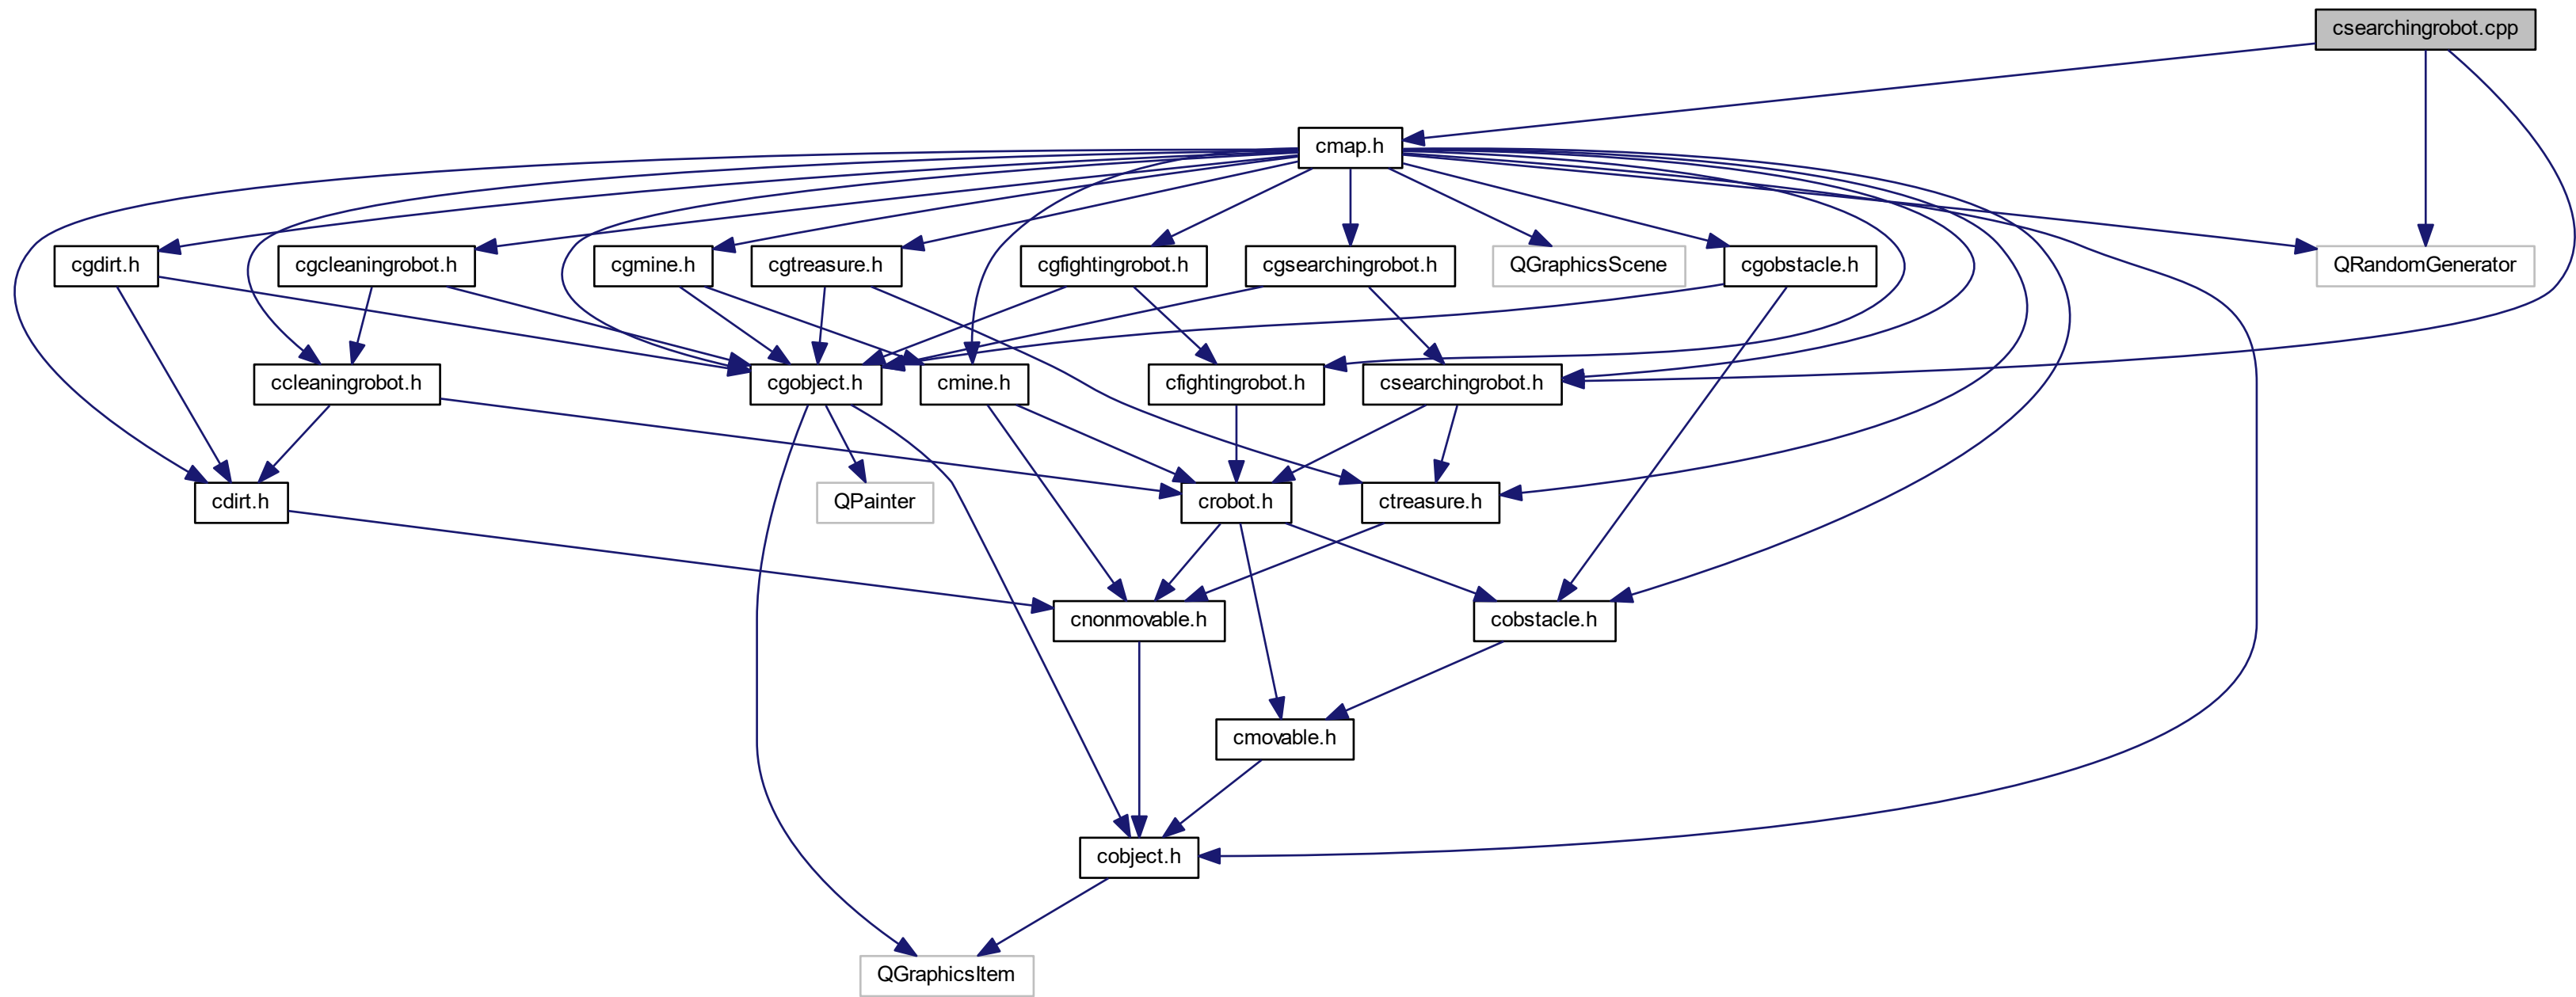 csearchingrobot.cpp
cmap.h
cgdirt.h
cgcleaningrobot.h
cgmine.h
cgtreasure.h
cgfightingrobot.h
cgsearchingrobot.h
QGraphicsScene
cgobstacle.h
QRandomGenerator
ccleaningrobot.h
cgobject.h
cmine.h
cfightingrobot.h
csearchingrobot.h
cdirt.h
QPainter
crobot.h
ctreasure.h
cnonmovable.h
cobstacle.h
cmovable.h
cobject.h
QGraphicsItem